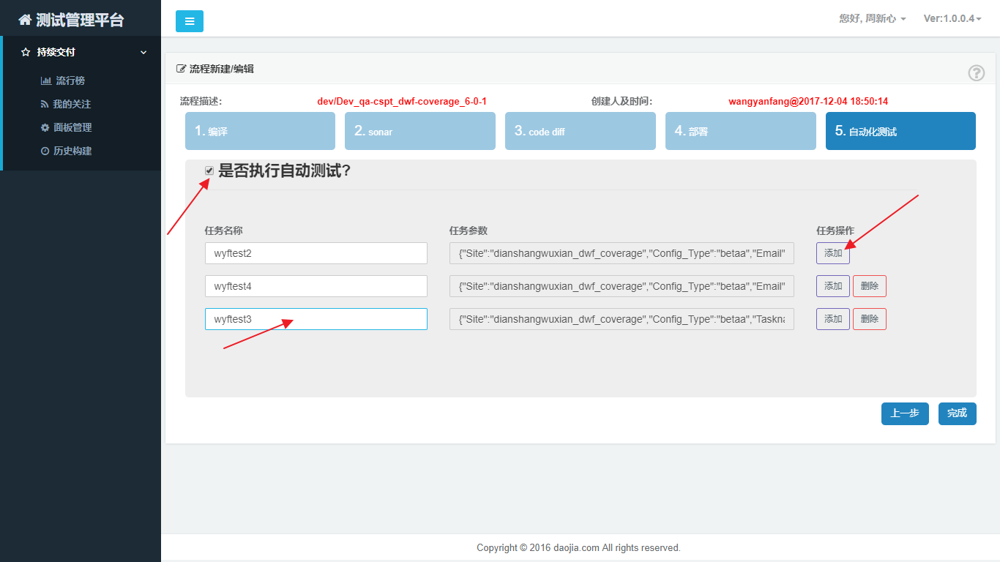 测试管理平台
您好, 周新心
Ver:1.0.0.4
持续交付
流行榜
我的关注
面板管理
历史构建
流程新建/编辑
流程描述: dev/Dev_qa-cspt_dwf-coverage_6-0-1 创建人及时间: wangyanfang@2017-12-04 18:50:14
1. 编译 2. sonar 3. code diff 4. 部署 5. 自动化测试
是否执行自动测试?
任务名称 任务参数 任务操作
wyftest2 {"Site":"dianshangwuxian_dwf_coverage","Config_Type":"betaa","Email" 添加
wyftest4 {"Site":"dianshangwuxian_dwf_coverage","Config_Type":"betaa","Email" 添加 删除
wyftest3 {"Site":"dianshangwuxian_dwf_coverage","Config_Type":"betaa","Taskna 添加 删除
上一步 完成
Copyright © 2016 daojia.com All rights reserved.